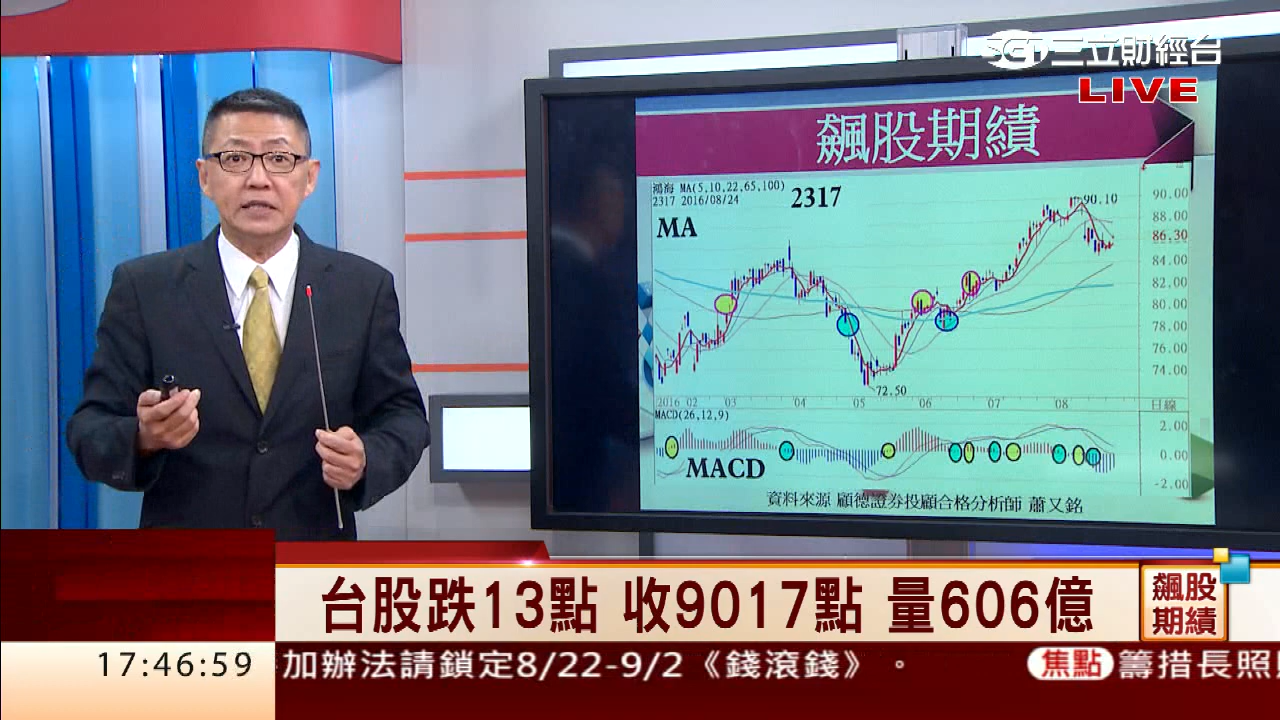 SET 三立財經台
LIVE
飆股期績
鴻海 MA(5,10,22,65,100)
2317 2016/08/24
2317
MA
90.10
90.00
88.00
86.30
84.00
82.00
80.00
78.00
76.00
74.00
72.50
2016 02 03 04 05 06 07 08 日線
MACD(26,12,9)
2.00
0.00
-2.00
MACD
資料來源 顧德證券投顧合格分析師 蕭又銘
台股跌13點 收9017點 量606億
飆股
期績
17:46:59
加辦法請鎖定8/22-9/2《錢滾錢》。
焦點 籌措長照